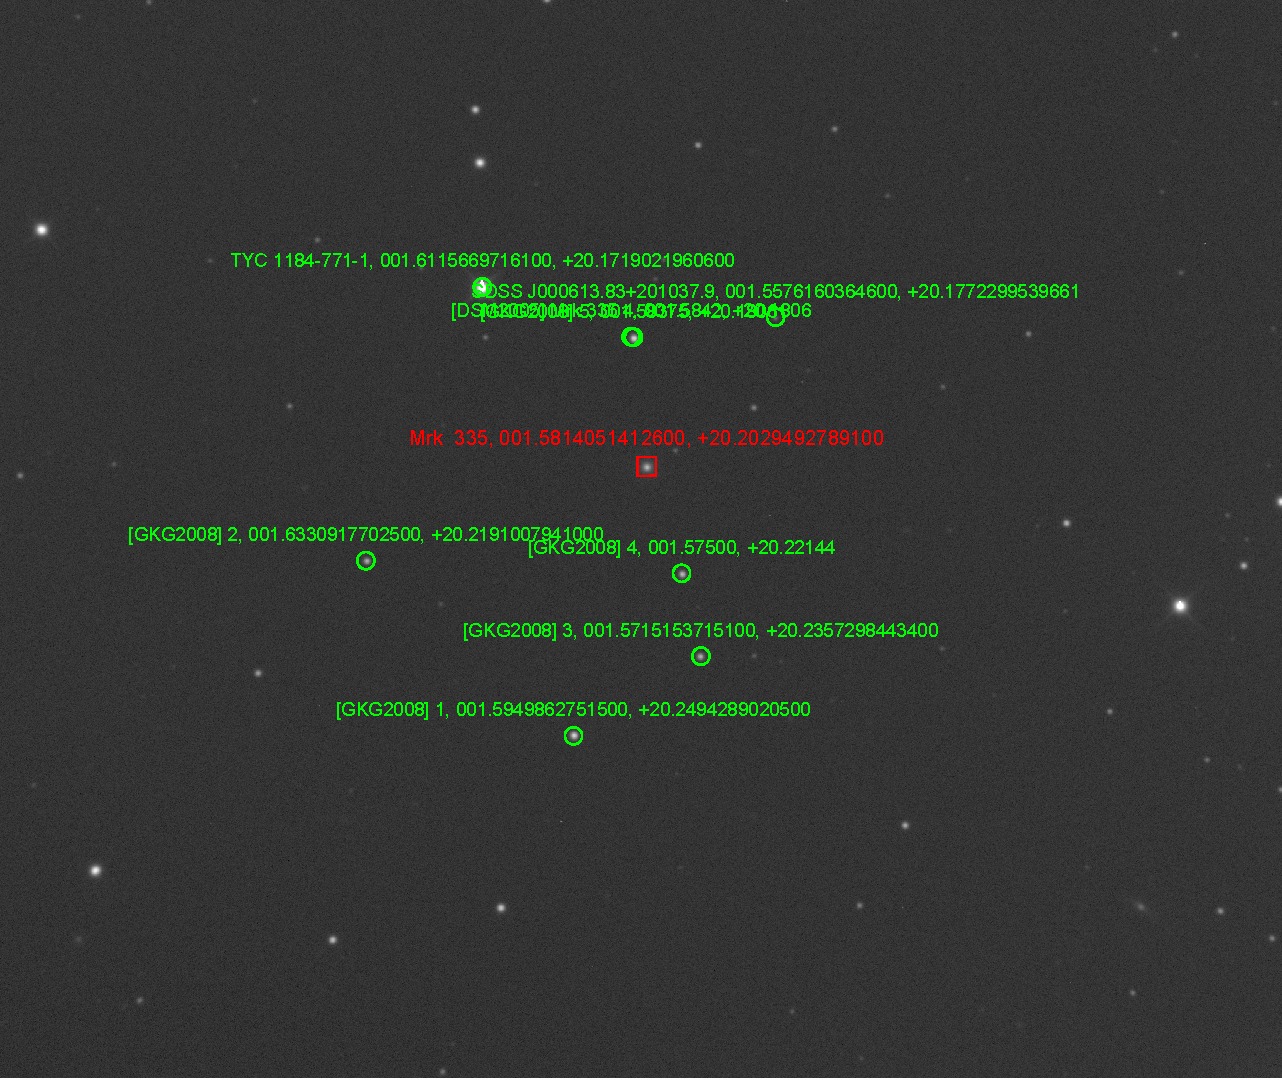 TYC 1184-771-1, 001.6115669716100, +20.1719021960600
SDSS J000613.83+201037.9, 001.5576160364600, +20.1772299539661
Mrk 335, 001.5814051412600, +20.2029492789100
[GKG2008] 2, 001.6330917702500, +20.2191007941000
[GKG2008] 4, 001.57500, +20.22144
[GKG2008] 3, 001.5715153715100, +20.2357298443400
[GKG2008] 1, 001.5949862751500, +20.2494289020500